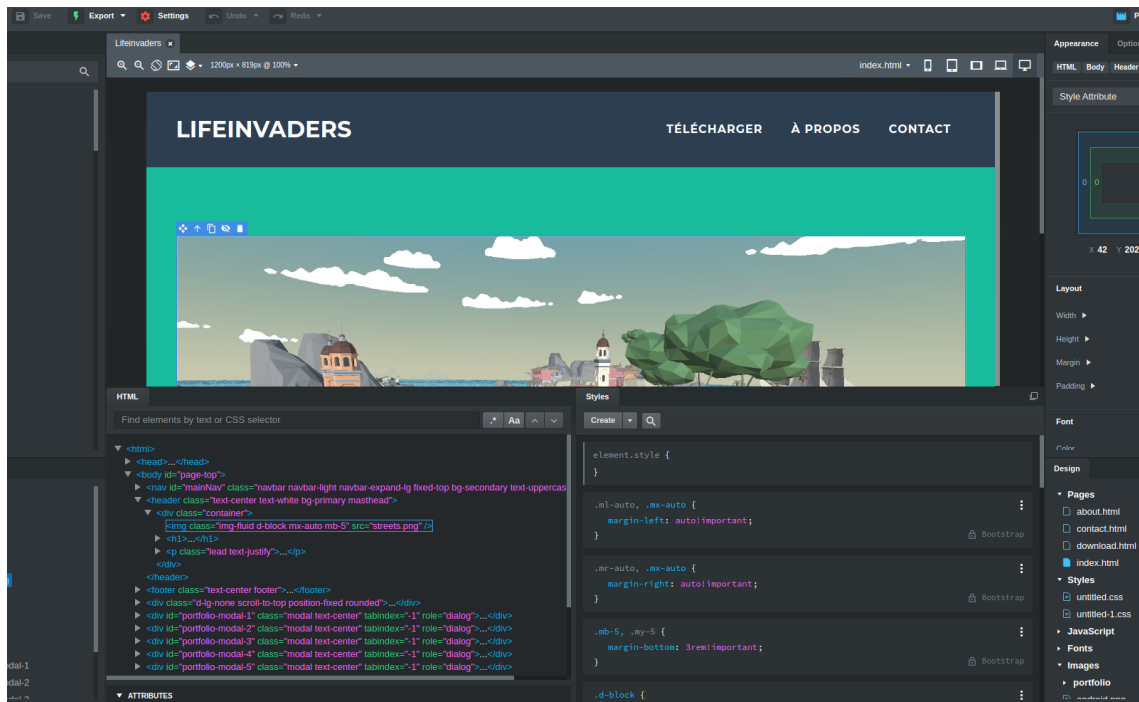 Save Export Settings Undo Redo
Lifeinvaders
Appearance
1200px × 819px @ 100% index.html
HTML Body Header
Style Attribute
LIFEINVADERS TÉLÉCHARGER À PROPOS CONTACT
0 0
X 42 Y 202
Layout
Width
Height
Margin
Padding
Font
Color
HTML
Find elements by text or CSS selector .* Aa
<html>
<head>...</head>
<body id="page-top">
<nav id="mainNav" class="navbar navbar-light navbar-expand-lg fixed-top bg-secondary text-uppercas
<header class="text-center text-white bg-primary masthead">
<div class="container">
<img class="img-fluid d-block mx-auto mb-5" src="streets.png" />
<h1>...</h1>
<p class="lead text-justify">...</p>
</div>
</header>
<footer class="text-center footer">...</footer>
<div class="d-lg-none scroll-to-top position-fixed rounded">...</div>
<div id="portfolio-modal-1" class="modal text-center" tabindex="-1" role="dialog">...</div>
<div id="portfolio-modal-2" class="modal text-center" tabindex="-1" role="dialog">...</div>
<div id="portfolio-modal-3" class="modal text-center" tabindex="-1" role="dialog">...</div>
<div id="portfolio-modal-4" class="modal text-center" tabindex="-1" role="dialog">...</div>
<div id="portfolio-modal-5" class="modal text-center" tabindex="-1" role="dialog">...</div>
ATTRIBUTES
Styles
Create
element.style {
}
.ml-auto, .mx-auto {
margin-left: auto!important;
} Bootstrap
.mr-auto, .mx-auto {
margin-right: auto!important;
} Bootstrap
.mb-5, .my-5 {
margin-bottom: 3rem!important;
} Bootstrap
.d-block {
Design
Pages
about.html
contact.html
download.html
index.html
Styles
untitled.css
untitled-1.css
JavaScript
Fonts
Images
portfolio
android.png